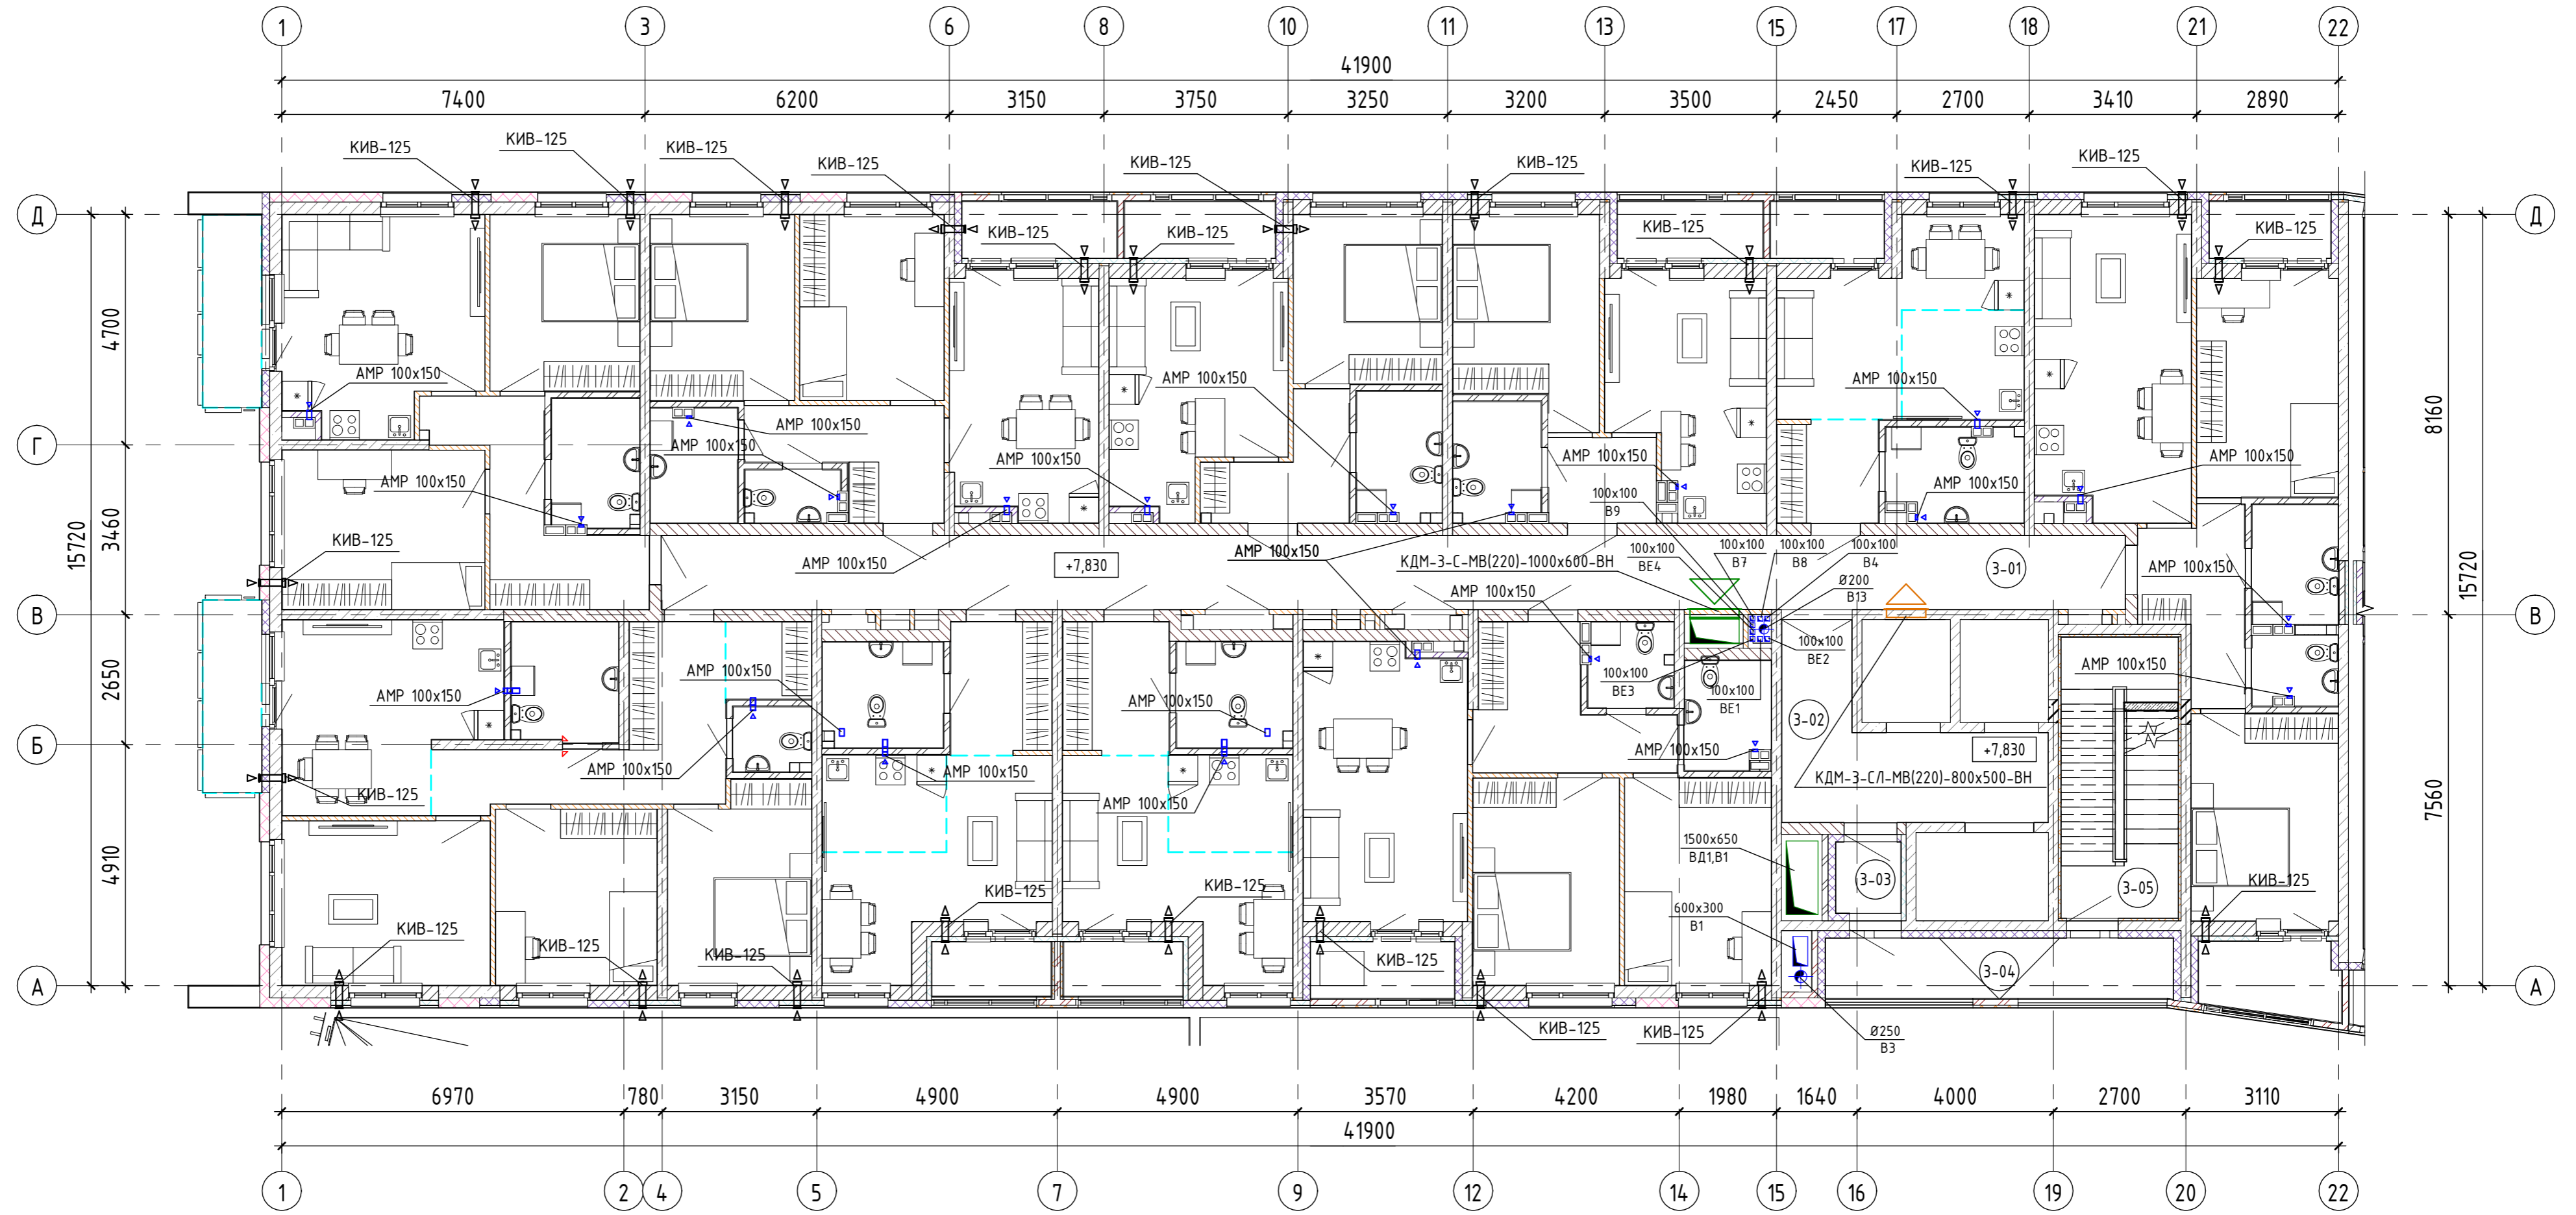 1 3 6 8 10 11 13 15 17 18 21 22
41900
7400 6200 3150 3750 3250 3200 3500 2450 2700 3410 2890
КИВ-125 КИВ-125 КИВ-125 КИВ-125 КИВ-125 КИВ-125 КИВ-125 КИВ-125
Д Д
КИВ-125 КИВ-125 КИВ-125 КИВ-125
4700
8160
АМР 100х150 АМР 100х150 АМР 100х150
АМР 100х150
Г Г
АМР 100х150 АМР 100х150 АМР 100х150 АМР 100х150
АМР 100х150 АМР 100х150
100х100
В9
15720 3460 15720
КИВ-125
АМР 100х150
100х100
ВЕ4
100х100
В7
100х100
В8
100х100
В4
АМР 100х150 +7,830 КДМ-3-С-МВ(220)-1000х600-ВН 3-01 АМР 100х150
Ø200
В13
АМР 100х150
В В
100х100
ВЕ2
2650
АМР 100х150 АМР 100х150 АМР 100х150 АМР 100х150
100х100
ВЕ3
100х100
ВЕ1
3-02
Б Б
+7,830
АМР 100х150 АМР 100х150 АМР 100х150
КДМ-3-СЛ-МВ(220)-800х500-ВН
КИВ-125 АМР 100х150
7560
4910
1500х650
ВД1,В1
КИВ-125 КИВ-125 3-03 3-05 КИВ-125
600х300
В1
КИВ-125 КИВ-125 КИВ-125 КИВ-125
3-04
А А
КИВ-125 КИВ-125
Ø250
В3
6970 780 3150 4900 4900 3570 4200 1980 1640 4000 2700 3110
41900
1 2 4 5 7 9 12 14 15 16 19 20 22